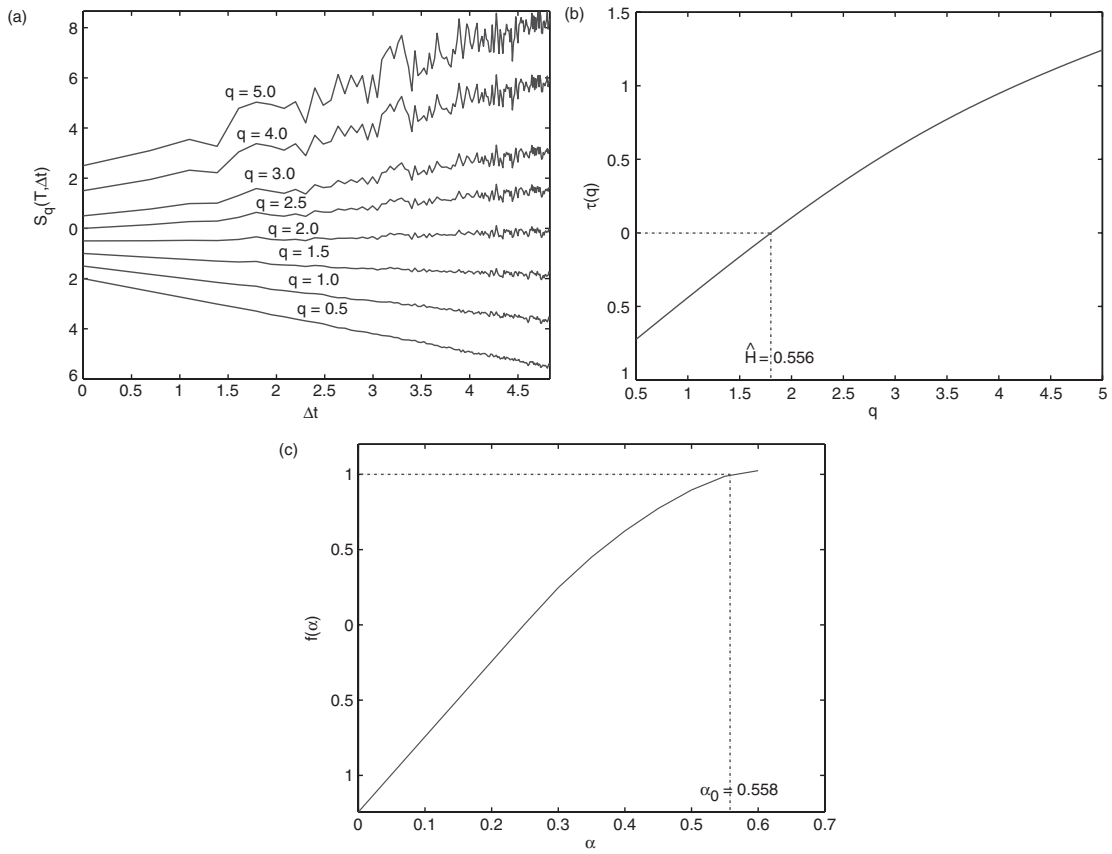 (a)
8
6
4
2
0
2
4
6
S_q(T,Δt)
q = 5.0
q = 4.0
q = 3.0
q = 2.5
q = 2.0
q = 1.5
q = 1.0
q = 0.5
0 0.5 1 1.5 2 2.5 3 3.5 4 4.5
Δt
(b)
1.5
1
0.5
0
0.5
1
τ(q)
Ĥ = 0.556
0.5 1 1.5 2 2.5 3 3.5 4 4.5 5
q
(c)
1
0.5
0
0.5
1
f(α)
α₀ = 0.558
0 0.1 0.2 0.3 0.4 0.5 0.6 0.7
α